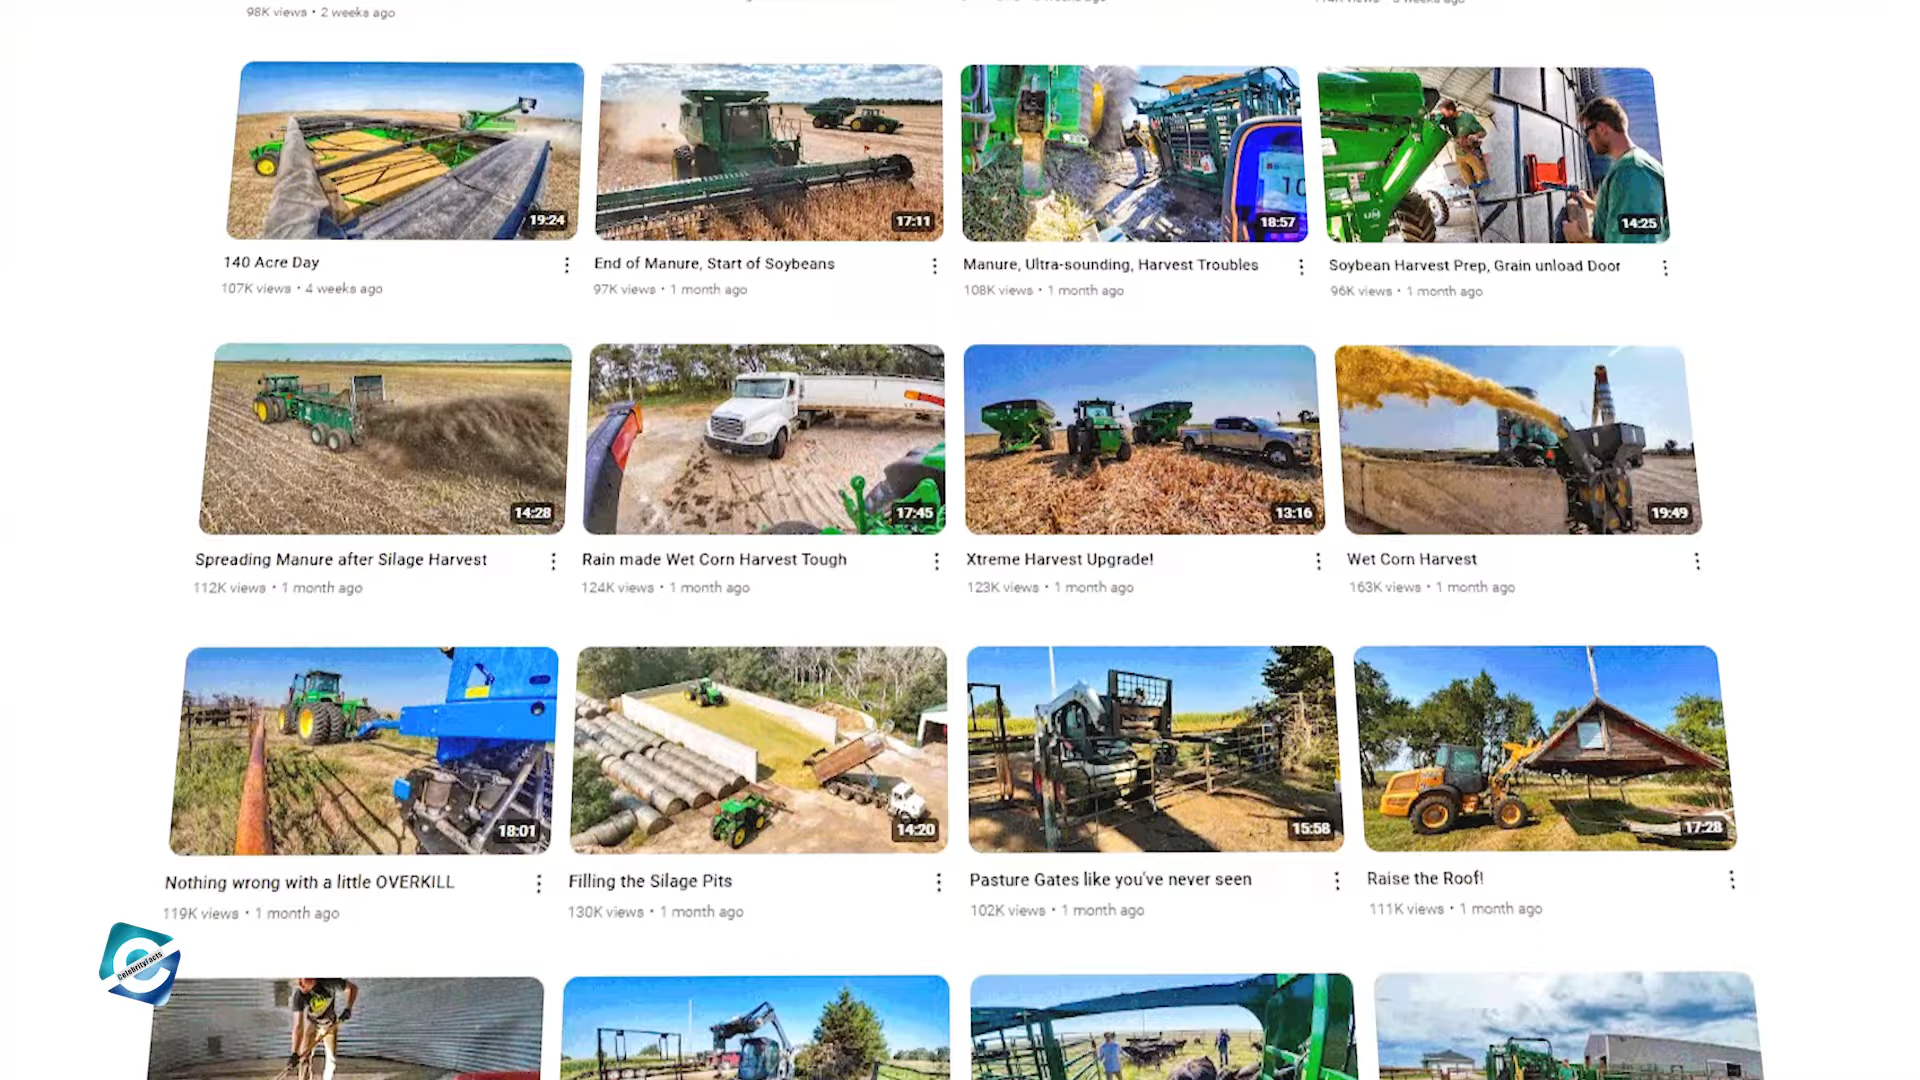 98K views • 2 weeks ago
19:24
17:11
18:57
14:25
140 Acre Day
End of Manure, Start of Soybeans
Manure, Ultra-sounding, Harvest Troubles
Soybean Harvest Prep, Grain unload Door
107K views • 4 weeks ago
97K views • 1 month ago
108K views • 1 month ago
96K views • 1 month ago
14:28
17:45
13:16
19:49
Spreading Manure after Silage Harvest
Rain made Wet Corn Harvest Tough
Xtreme Harvest Upgrade!
Wet Corn Harvest
112K views • 1 month ago
124K views • 1 month ago
123K views • 1 month ago
163K views • 1 month ago
18:01
14:20
15:58
17:28
Nothing wrong with a little OVERKILL
Filling the Silage Pits
Pasture Gates like you've never seen
Raise the Roof!
119K views • 1 month ago
130K views • 1 month ago
102K views • 1 month ago
111K views • 1 month ago
CelebrityFacts